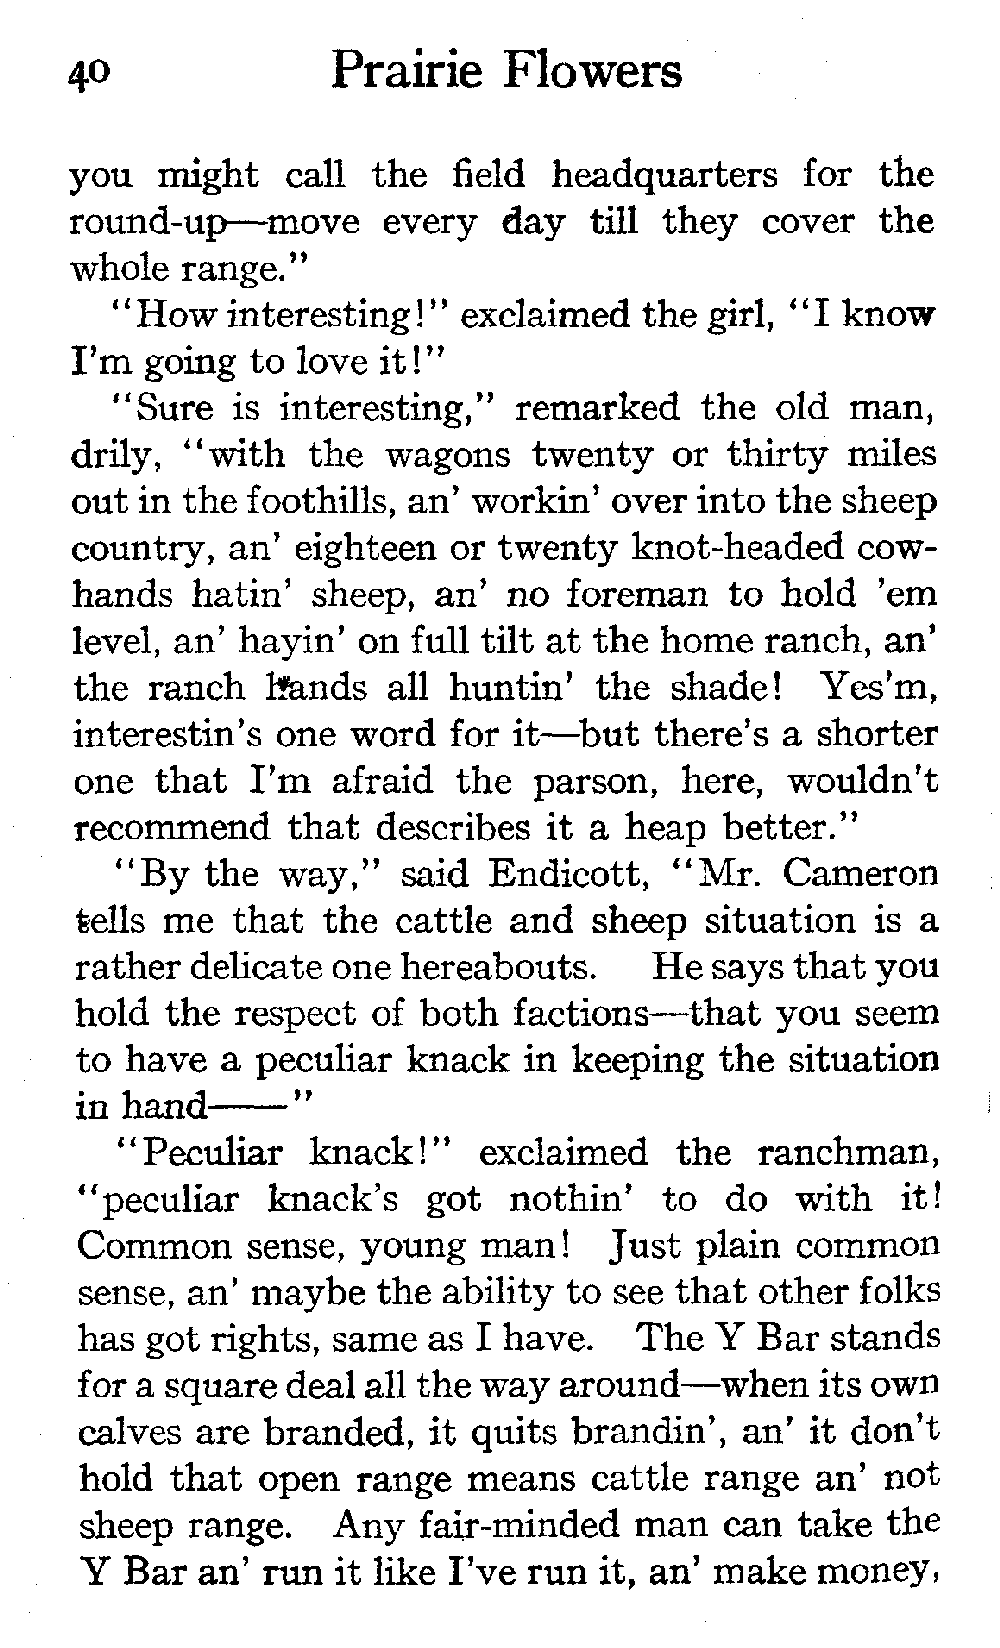 40 Prairie Flowers
you might call the field headquarters for the
round-up—move every day till they cover the
whole range."
"How interesting!" exclaimed the girl, "I know
I'm going to love it!"
"Sure is interesting," remarked the old man,
drily, "with the wagons twenty or thirty miles
out in the foothills, an' workin' over into the sheep
country, an' eighteen or twenty knot-headed cow-
hands hatin' sheep, an' no foreman to hold 'em
level, an' hayin' on full tilt at the home ranch, an'
the ranch hands all huntin' the shade! Yes'm,
interestin's one word for it—but there's a shorter
one that I'm afraid the parson, here, wouldn't
recommend that describes it a heap better."
"By the way," said Endicott, "Mr. Cameron
tells me that the cattle and sheep situation is a
rather delicate one hereabouts. He says that you
hold the respect of both factions—that you seem
to have a peculiar knack in keeping the situation
in hand——"
"Peculiar knack!" exclaimed the ranchman,
"peculiar knack's got nothin' to do with it!
Common sense, young man! Just plain common
sense, an' maybe the ability to see that other folks
has got rights, same as I have. The Y Bar stands
for a square deal all the way around—when its own
calves are branded, it quits brandin', an' it don't
hold that open range means cattle range an' not
sheep range. Any fair-minded man can take the
Y Bar an' run it like I've run it, an' make money,